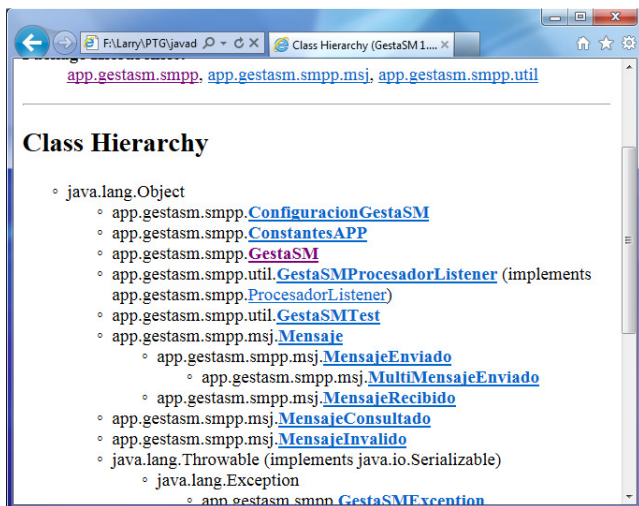 F:\Larry\PTG\javad
Class Hierarchy (GestaSM 1....
app.gestasm.smpp, app.gestasm.smpp.msj, app.gestasm.smpp.util
Class Hierarchy
java.lang.Object
app.gestasm.smpp.ConfiguracionGestaSM
app.gestasm.smpp.ConstantesAPP
app.gestasm.smpp.GestaSM
app.gestasm.smpp.util.GestaSMProcesadorListener (implements
app.gestasm.smpp.ProcesadorListener)
app.gestasm.smpp.util.GestaSMTest
app.gestasm.smpp.msj.Mensaje
app.gestasm.smpp.msj.MensajeEnviado
app.gestasm.smpp.msj.MultiMensajeEnviado
app.gestasm.smpp.msj.MensajeRecibido
app.gestasm.smpp.msj.MensajeConsultado
app.gestasm.smpp.msj.MensajeInvalido
java.lang.Throwable (implements java.io.Serializable)
java.lang.Exception
app.gestasm.smpp.GestaSMException